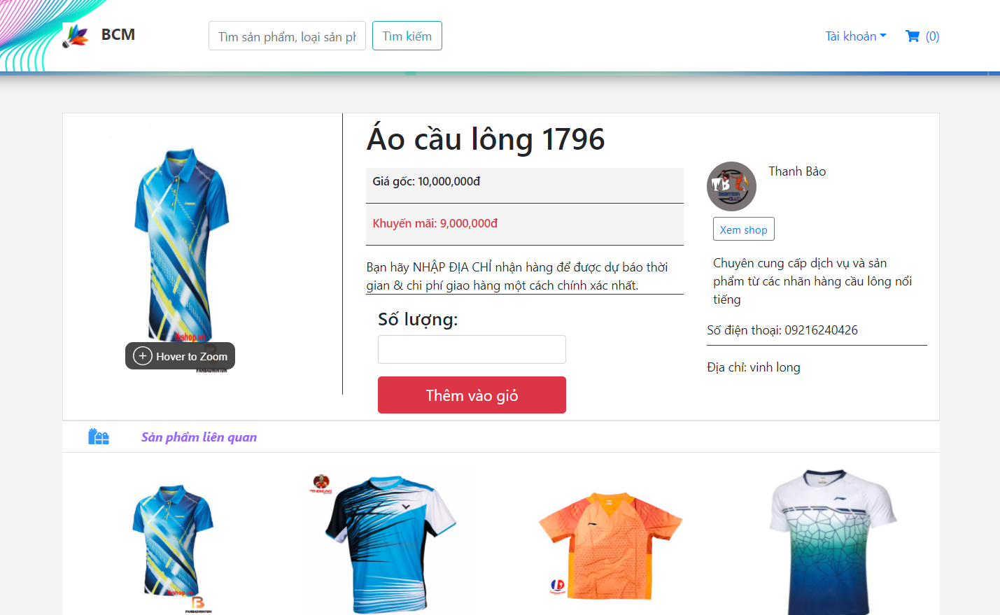 BCM
Tìm sản phẩm, loại sản ph
Tìm kiếm
Tài khoản
(0)
Áo cầu lông 1796
Giá gốc: 10,000,000đ
Khuyến mãi: 9,000,000đ
Bạn hãy NHẬP ĐỊA CHỈ nhận hàng để được dự báo thời
gian & chi phí giao hàng một cách chính xác nhất.
Số lượng:
Thêm vào giỏ
Hover to Zoom
FANBADMINTON
Thanh Bảo
Xem shop
Chuyên cung cấp dịch vụ và sản
phẩm từ các nhãn hàng cầu lông nổi
tiếng
Số điện thoại: 09216240426
Địa chỉ: vinh long
Sản phẩm liên quan
FANBADMINTON